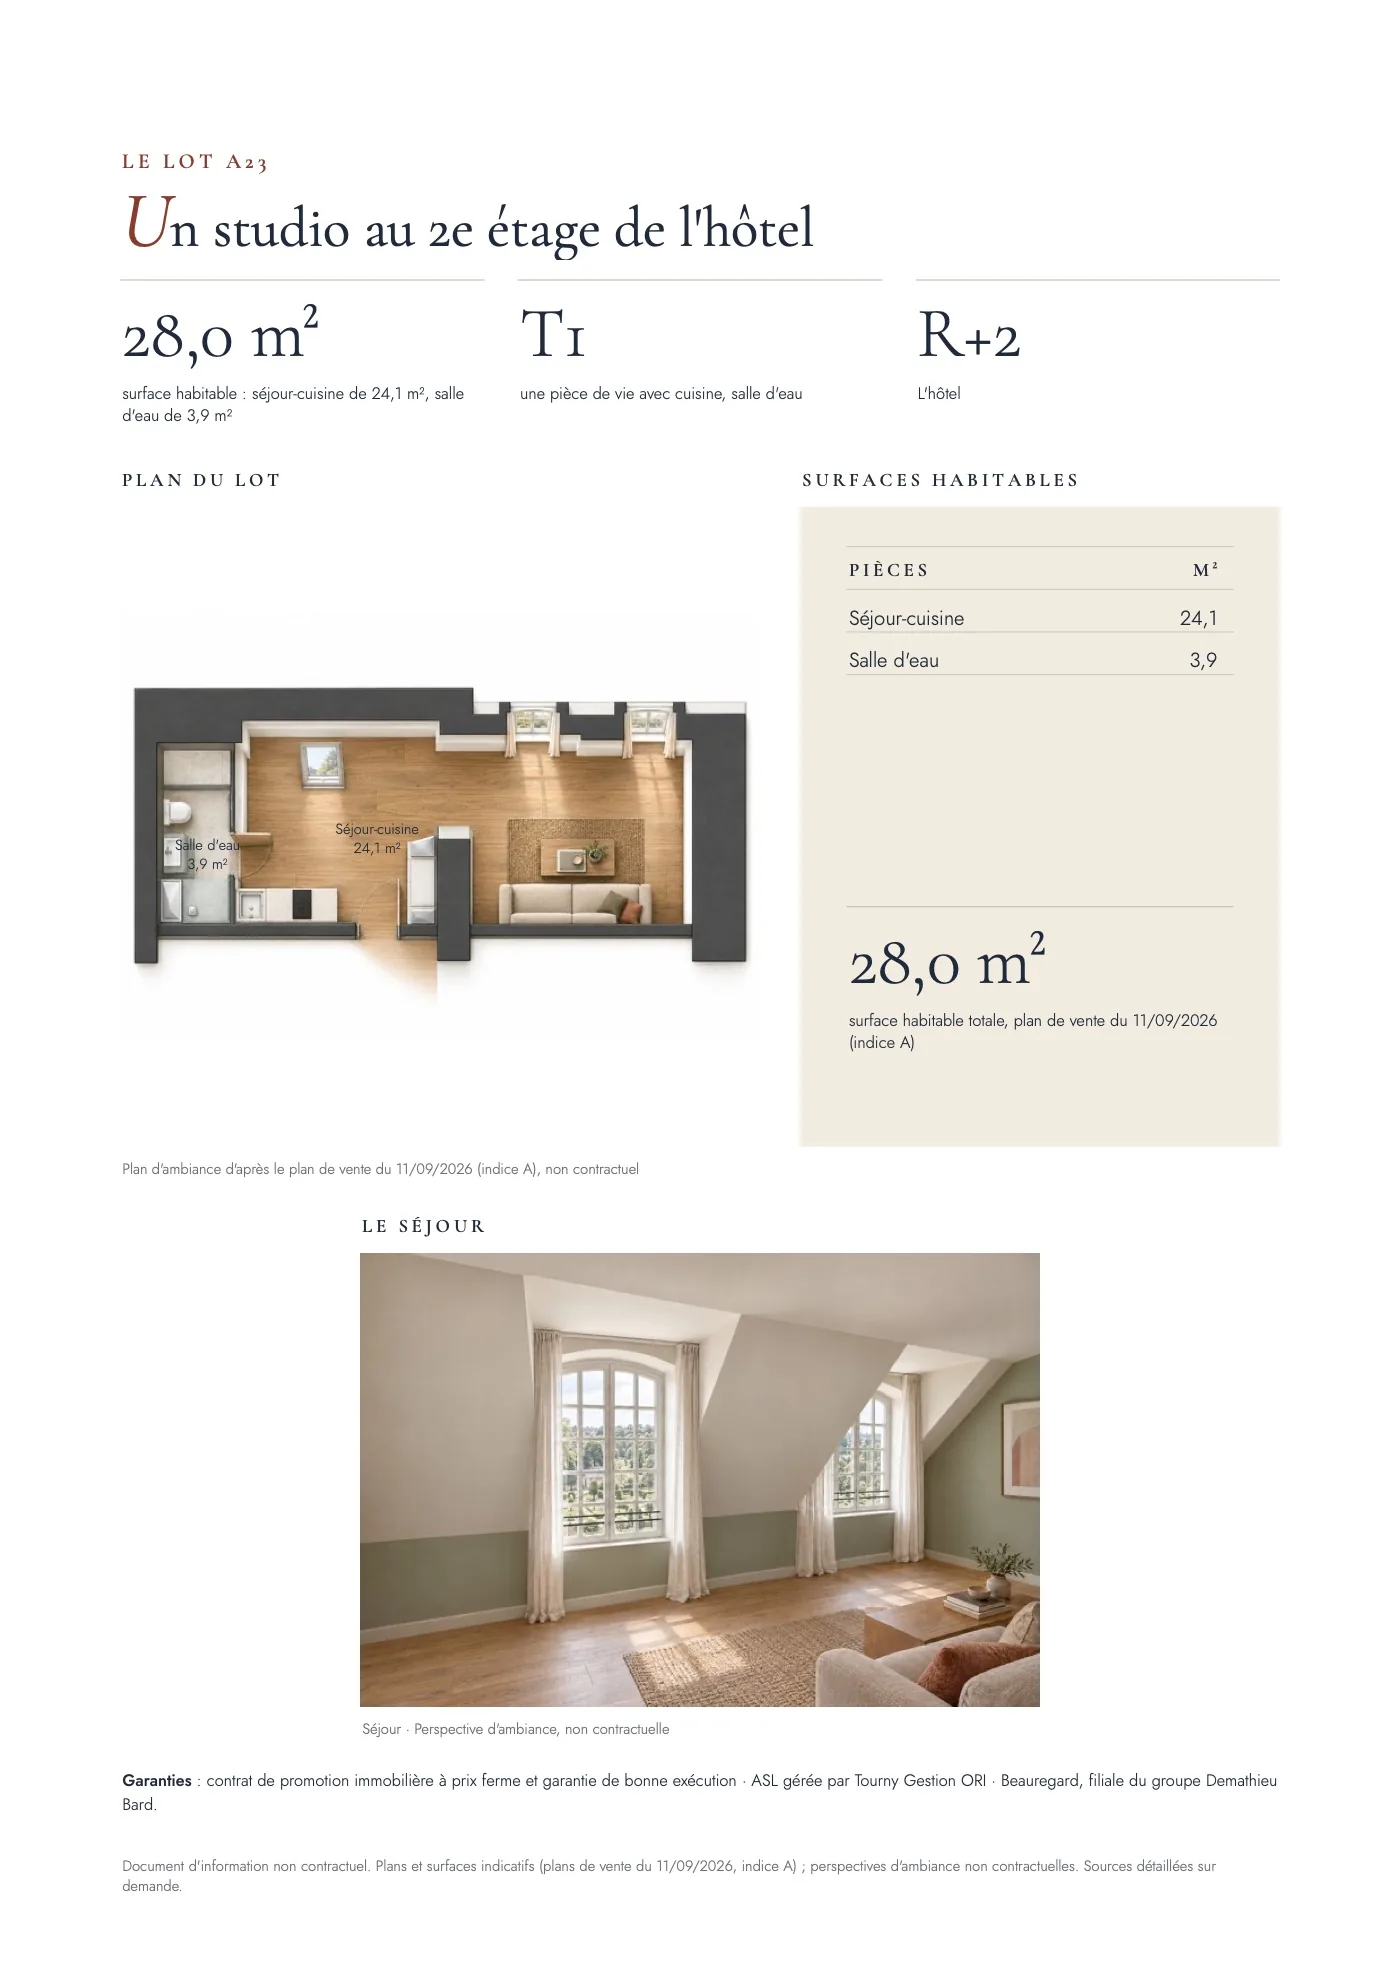 LE LOT A23
Un studio au 2e étage de l'hôtel
28,0 m²
surface habitable : séjour-cuisine de 24,1 m², salle
d'eau de 3,9 m²
T1
une pièce de vie avec cuisine, salle d'eau
R+2
L'hôtel
PLAN DU LOT
Séjour-cuisine
24,1 m²
Salle d'eau
3,9 m²
Plan d'ambiance d'après le plan de vente du 11/09/2026 (indice A), non contractuel
SURFACES HABITABLES
PIÈCES M²
Séjour-cuisine 24,1
Salle d'eau 3,9
28,0 m²
surface habitable totale, plan de vente du 11/09/2026
(indice A)
LE SÉJOUR
Séjour · Perspective d'ambiance, non contractuelle
Garanties : contrat de promotion immobilière à prix ferme et garantie de bonne exécution · ASL gérée par Tourny Gestion ORI · Beauregard, filiale du groupe Demathieu
Bard.
Document d'information non contractuel. Plans et surfaces indicatifs (plans de vente du 11/09/2026, indice A) ; perspectives d'ambiance non contractuelles. Sources détaillées sur
demande.